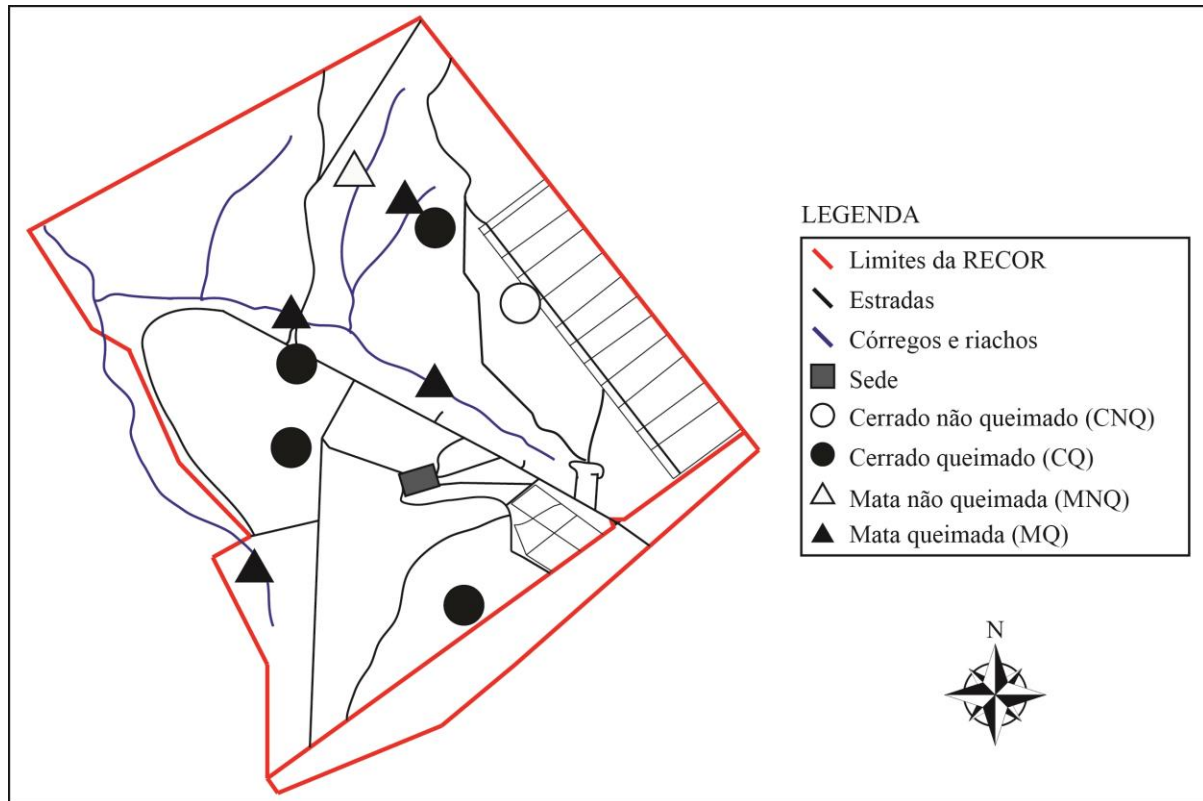 LEGENDA
Limites da RECOR
Estradas
Córregos e riachos
Sede
Cerrado não queimado (CNQ)
Cerrado queimado (CQ)
Mata não queimada (MNQ)
Mata queimada (MQ)
N